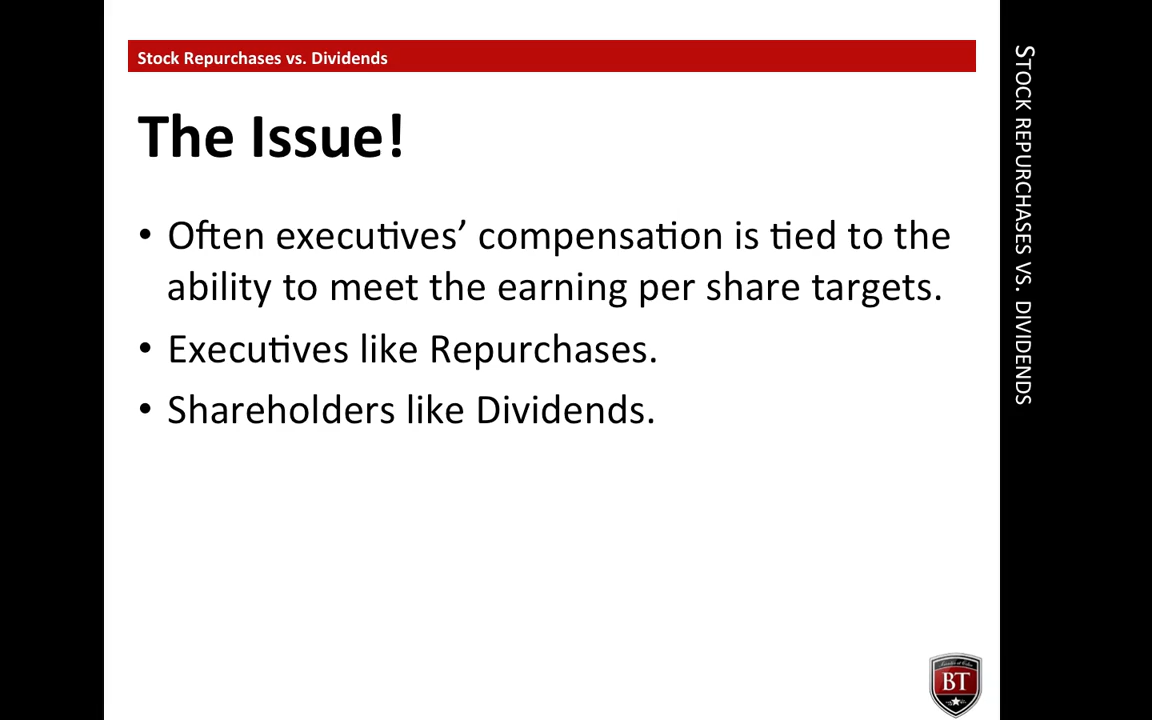 Stock Repurchases vs. Dividends
The Issue!
• Often executives’ compensation is tied to the
ability to meet the earning per share targets.
• Executives like Repurchases.
• Shareholders like Dividends.
STOCK REPURCHASES VS. DIVIDENDS
BT